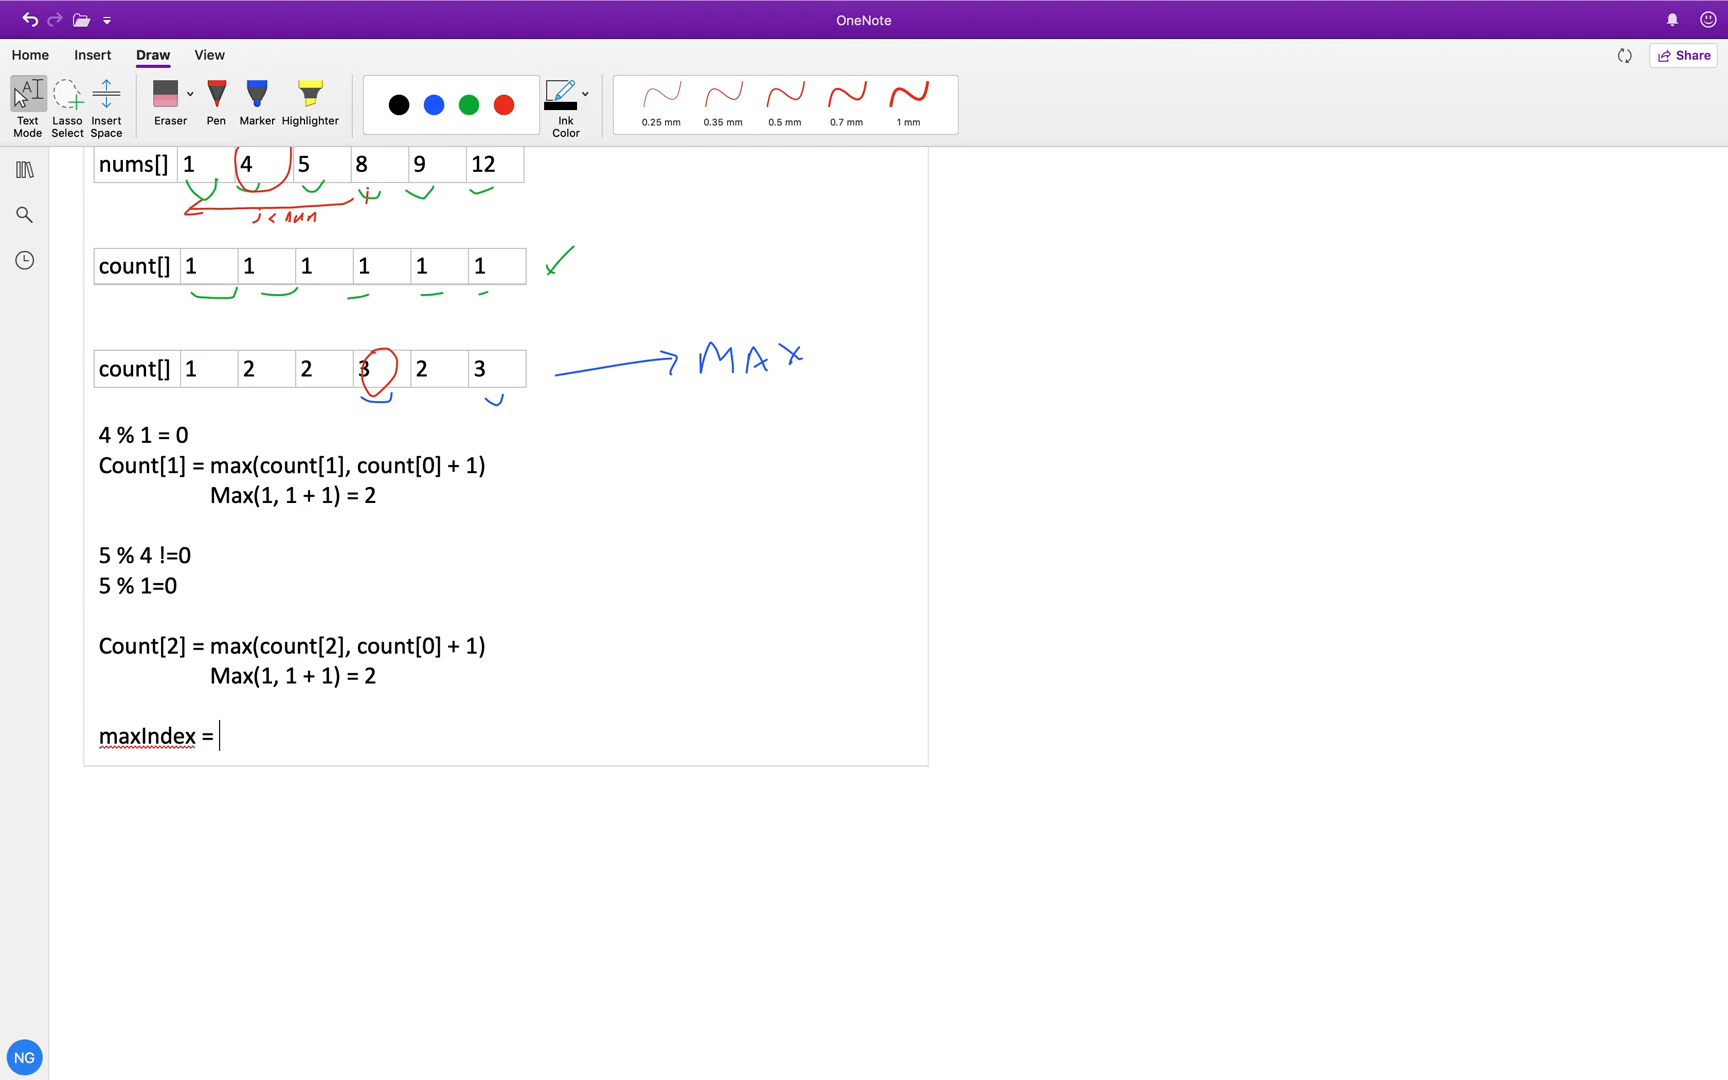 OneNote
Home Insert Draw View Share
Text Mode Lasso Select Insert Space Eraser Pen Marker Highlighter Ink Color 0.25 mm 0.35 mm 0.5 mm 0.7 mm 1 mm
nums[] 1 4 5 8 9 12
count[] 1 1 1 1 1 1
count[] 1 2 2 3 2 3
MAX
4 % 1 = 0
Count[1] = max(count[1], count[0] + 1)
Max(1, 1 + 1) = 2
5 % 4 !=0
5 % 1=0
Count[2] = max(count[2], count[0] + 1)
Max(1, 1 + 1) = 2
maxIndex =
NG